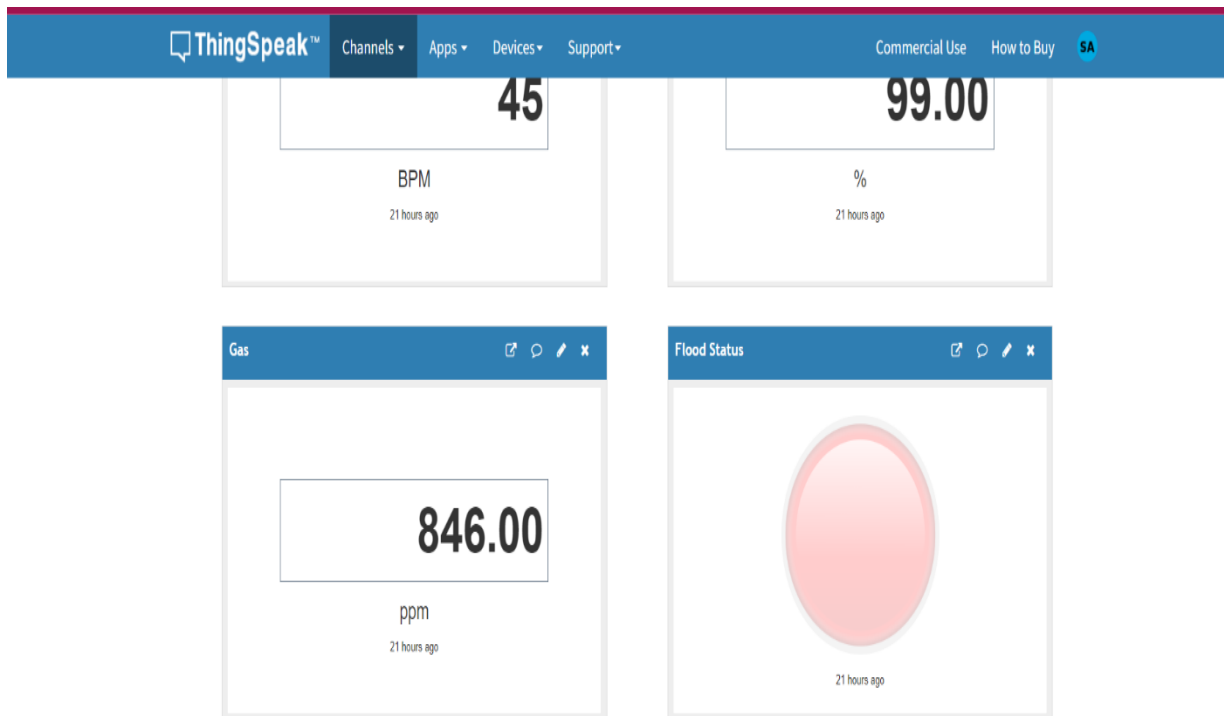 ThingSpeak™ Channels Apps Devices Support Commercial Use How to Buy SA
45
BPM
21 hours ago
99.00
%
21 hours ago
Gas
846.00
ppm
21 hours ago
Flood Status
21 hours ago